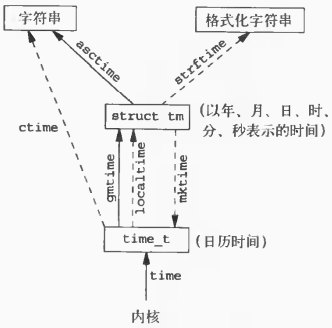 字符串
格式化字符串
asctime
strftime
ctime
struct tm
(以年、月、日、时、
分、秒表示的时间)
gmtime
localtime
mktime
time_t
(日历时间)
time
内核